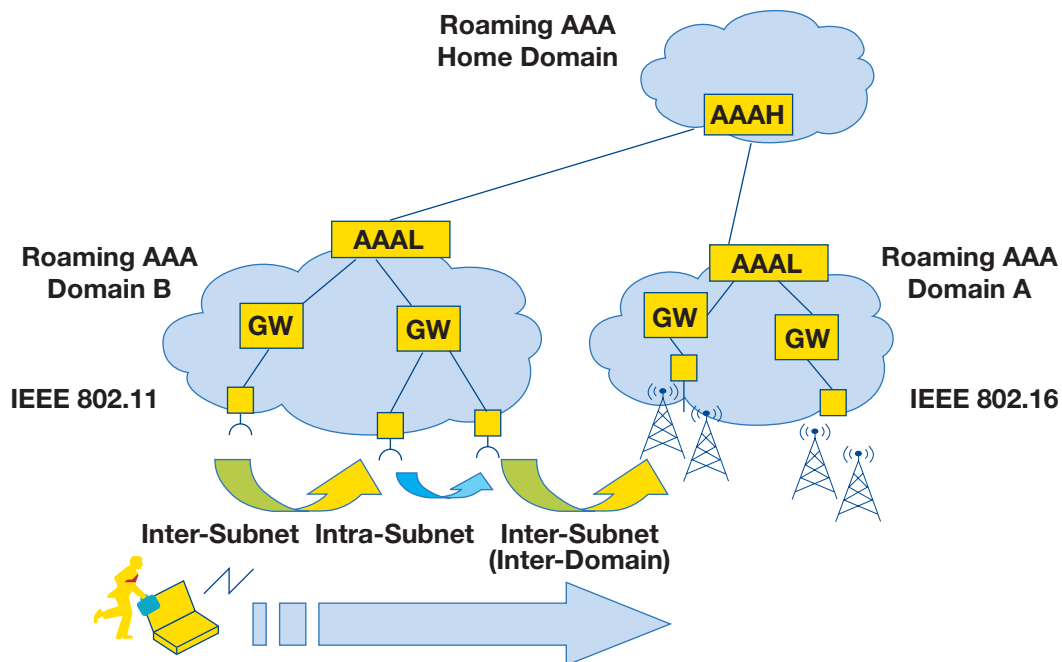 Roaming AAA
Home Domain
AAAH
Roaming AAA
Domain B
AAAL
AAAL
Roaming AAA
Domain A
GW
GW
GW
GW
IEEE 802.11
IEEE 802.16
Inter-Subnet
Intra-Subnet
Inter-Subnet
(Inter-Domain)